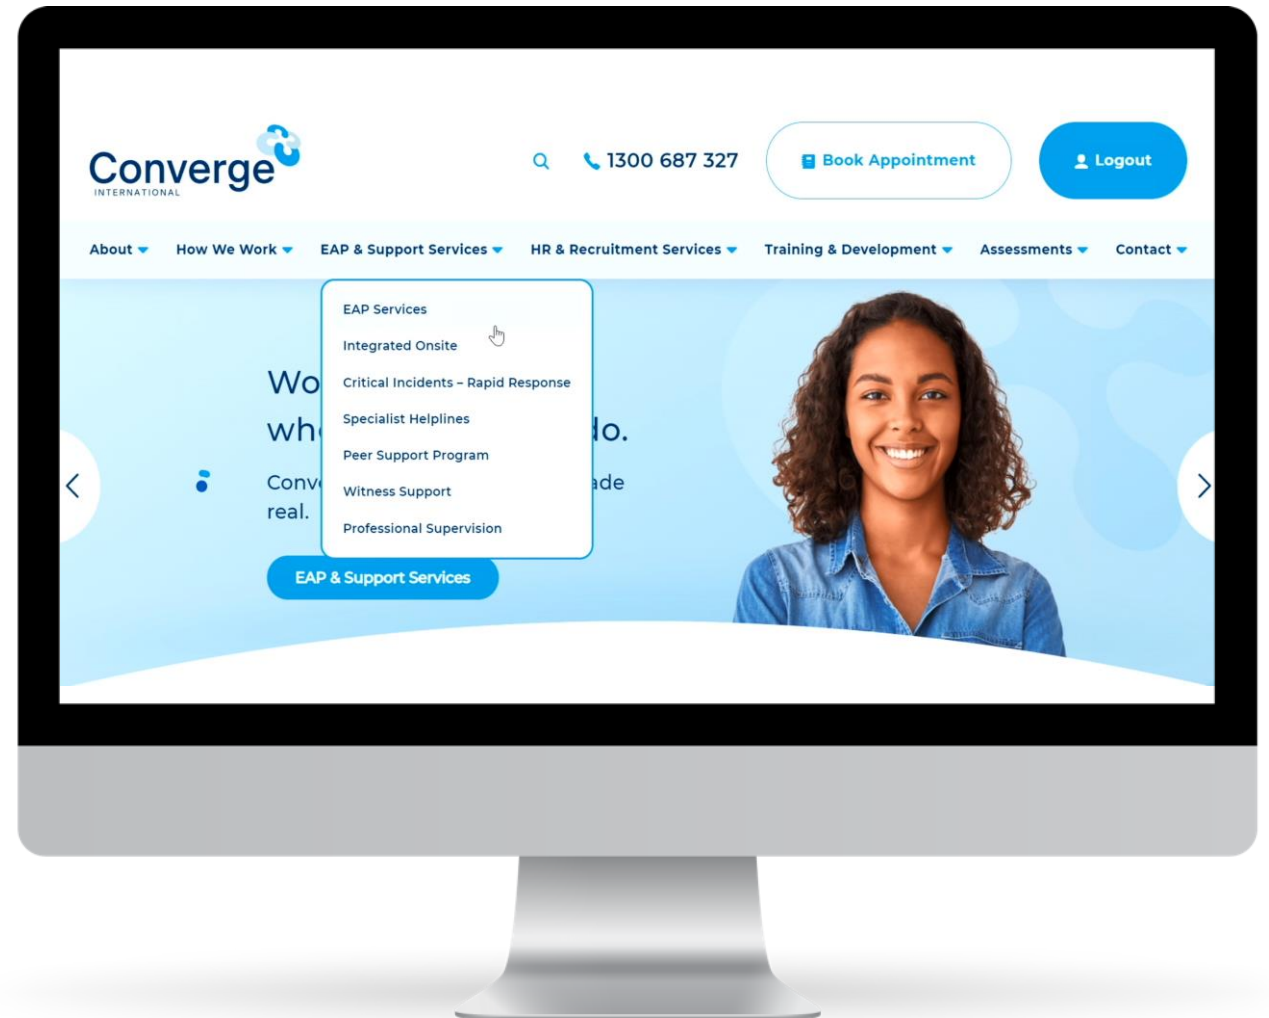 Converge
INTERNATIONAL
1300 687 327
Book Appointment
Logout
About
How We Work
EAP & Support Services
HR & Recruitment Services
Training & Development
Assessments
Contact
EAP Services
Integrated Onsite
Critical Incidents – Rapid Response
Specialist Helplines
Peer Support Program
Witness Support
Professional Supervision
real.
EAP & Support Services